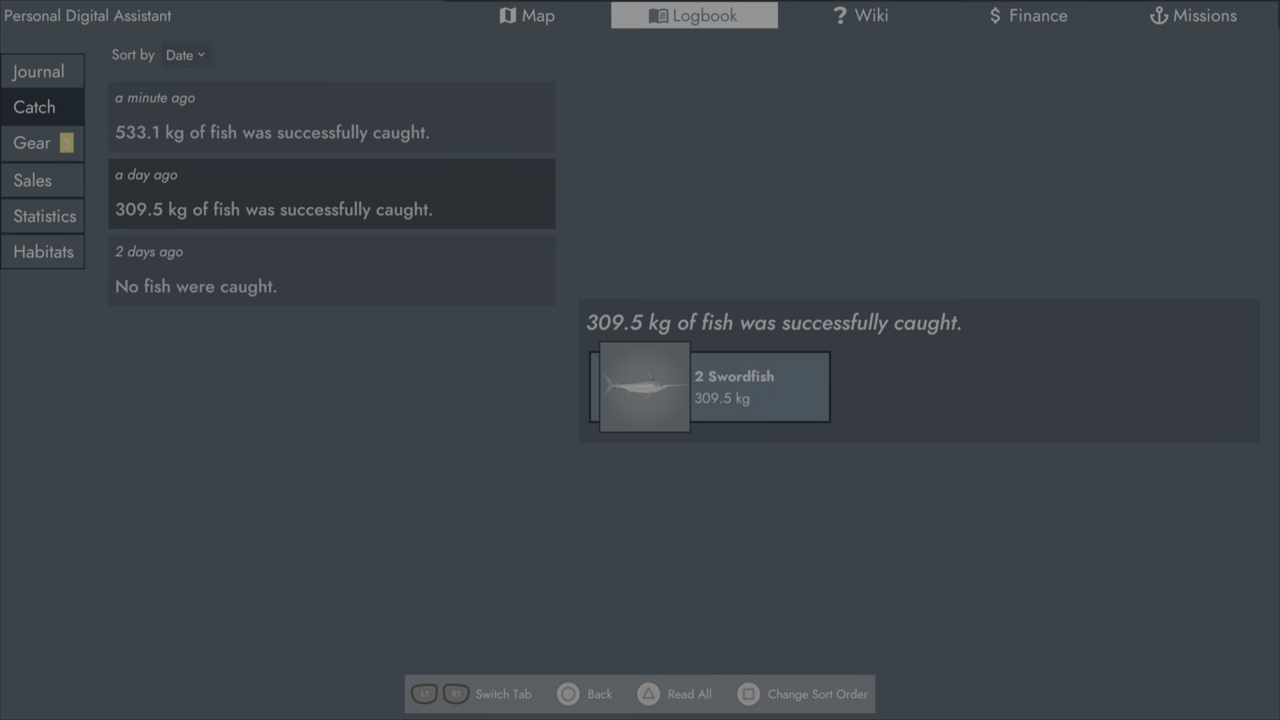 Personal Digital Assistant
Map
Logbook
? Wiki
$ Finance
Missions
Sort by Date
Journal
Catch
Gear 3
Sales
Statistics
Habitats
a minute ago
533.1 kg of fish was successfully caught.
a day ago
309.5 kg of fish was successfully caught.
2 days ago
No fish were caught.
309.5 kg of fish was successfully caught.
2 Swordfish
309.5 kg
L1 R1 Switch Tab Back Read All Change Sort Order